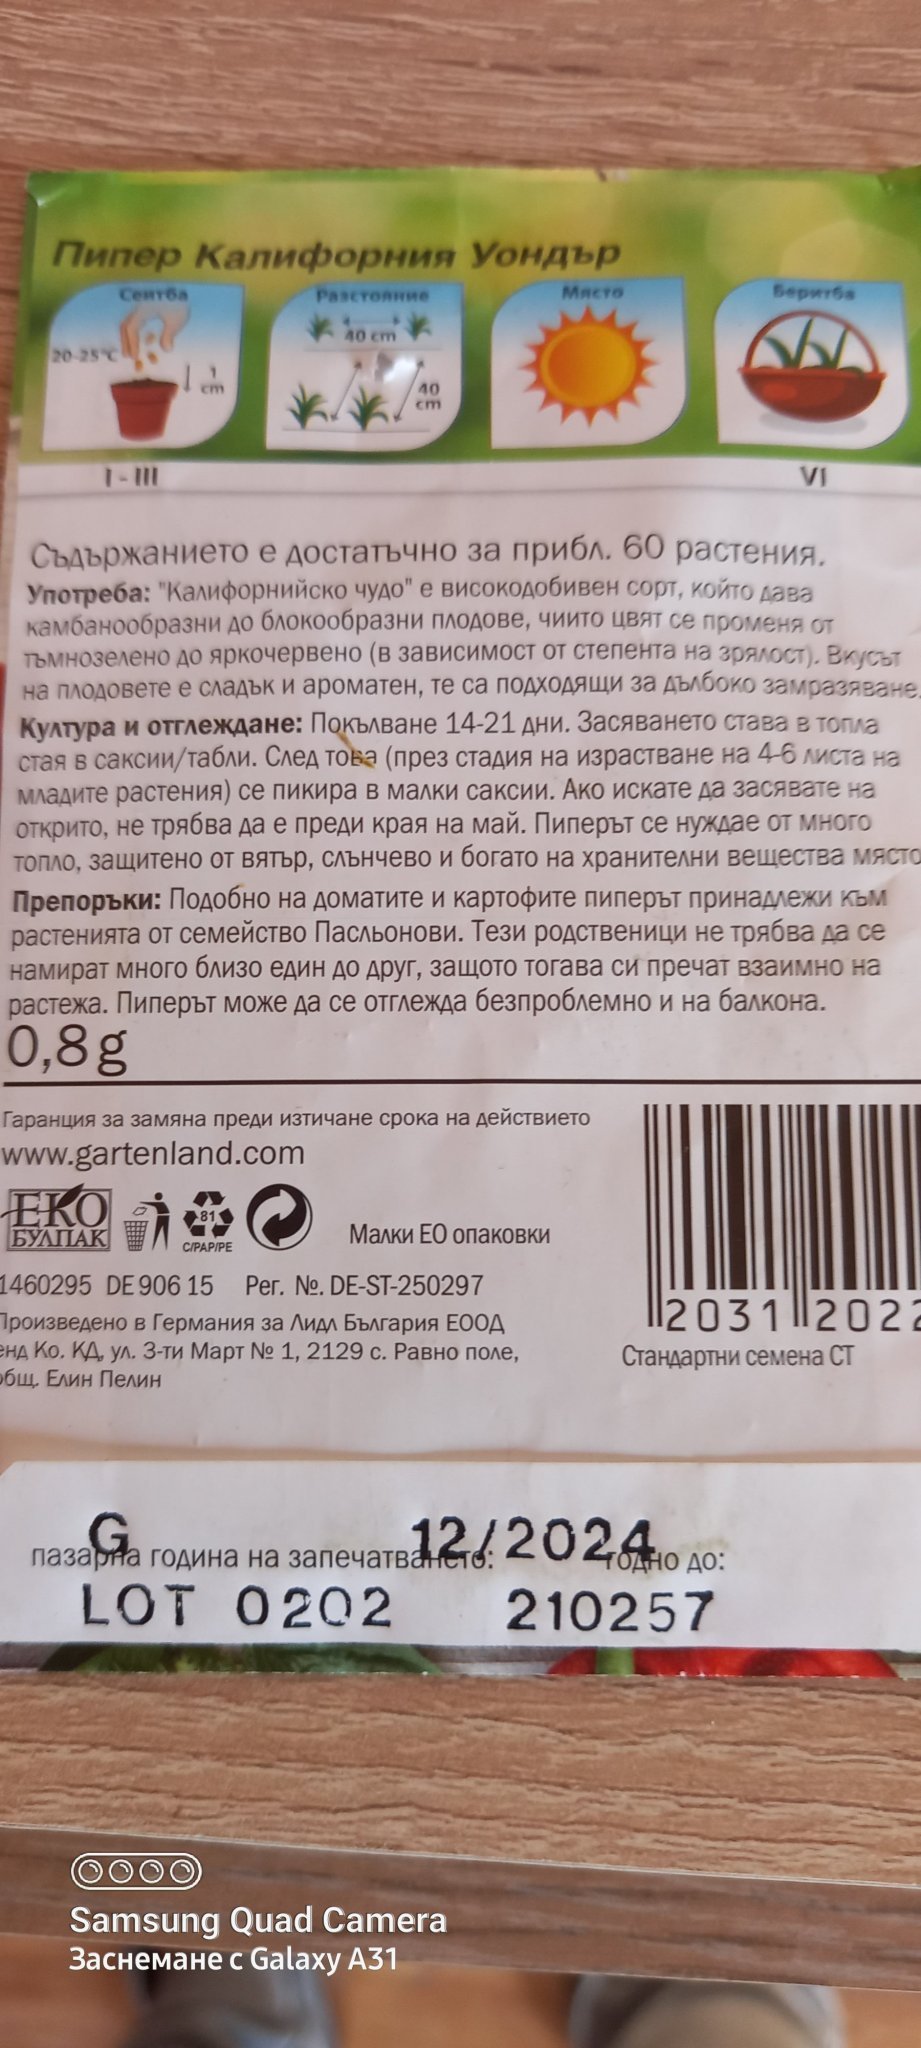 Пипер Калифорния Уондър
Сеитба Разстояние Място Беритба
20-25°C 1 cm 40 cm 40 cm
I - III VI
Съдържанието е достатъчно за прибл. 60 растения.
Употреба: "Калифорнийско чудо" е високодобивен сорт, който дава
камбанообразни до блокообразни плодове, чиито цвят се променя от
тъмнозелено до яркочервено (в зависимост от степента на зрялост). Вкусът
на плодовете е сладък и ароматен, те са подходящи за дълбоко замразяване.
Култура и отглеждане: Покълване 14-21 дни. Засяването става в топла
стая в саксии/табли. След това (през стадия на израстване на 4-6 листа на
младите растения) се пикира в малки саксии. Ако искате да засявате на
открито, не трябва да е преди края на май. Пиперът се нуждае от много
топло, защитено от вятър, слънчево и богато на хранителни вещества място
Препоръки: Подобно на доматите и картофите пиперът принадлежи към
растенията от семейство Пасльонови. Тези родственици не трябва да се
намират много близо един до друг, защото тогава си пречат взаимно на
растежа. Пиперът може да се отглежда безпроблемно и на балкона.
0,8 g
Гаранция за замяна преди изтичане срока на действието
www.gartenland.com
ЕКО
БУЛПАК
81
C/PAP/PE
Малки ЕО опаковки
1460295 DE 906 15 Рег. №. DE-ST-250297
Произведено в Германия за Лидл България ЕООД
енд Ко. КД, ул. 3-ти Март № 1, 2129 с. Равно поле,
общ. Елин Пелин
2031 2022
Стандартни семена СТ
G 12/2024
пазарна година на запечатването: годно до:
LOT 0202 210257
Samsung Quad Camera
Заснемане с Galaxy A31